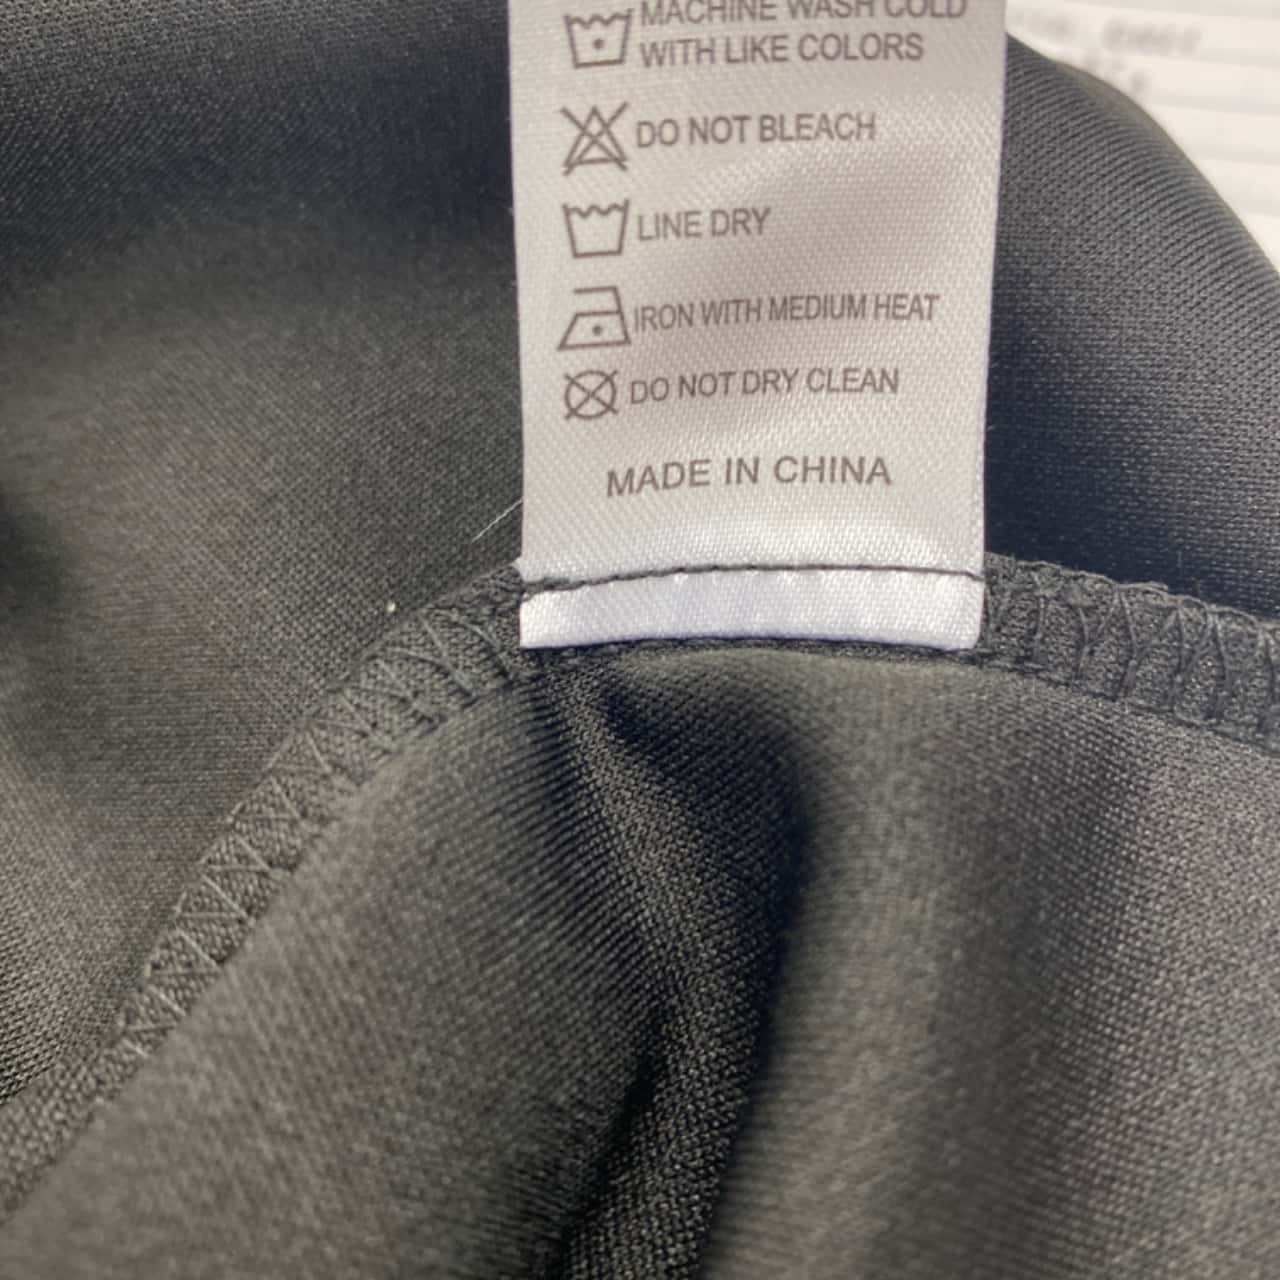 MACHINE WASH COLD
WITH LIKE COLORS
DO NOT BLEACH
LINE DRY
IRON WITH MEDIUM HEAT
DO NOT DRY CLEAN
MADE IN CHINA